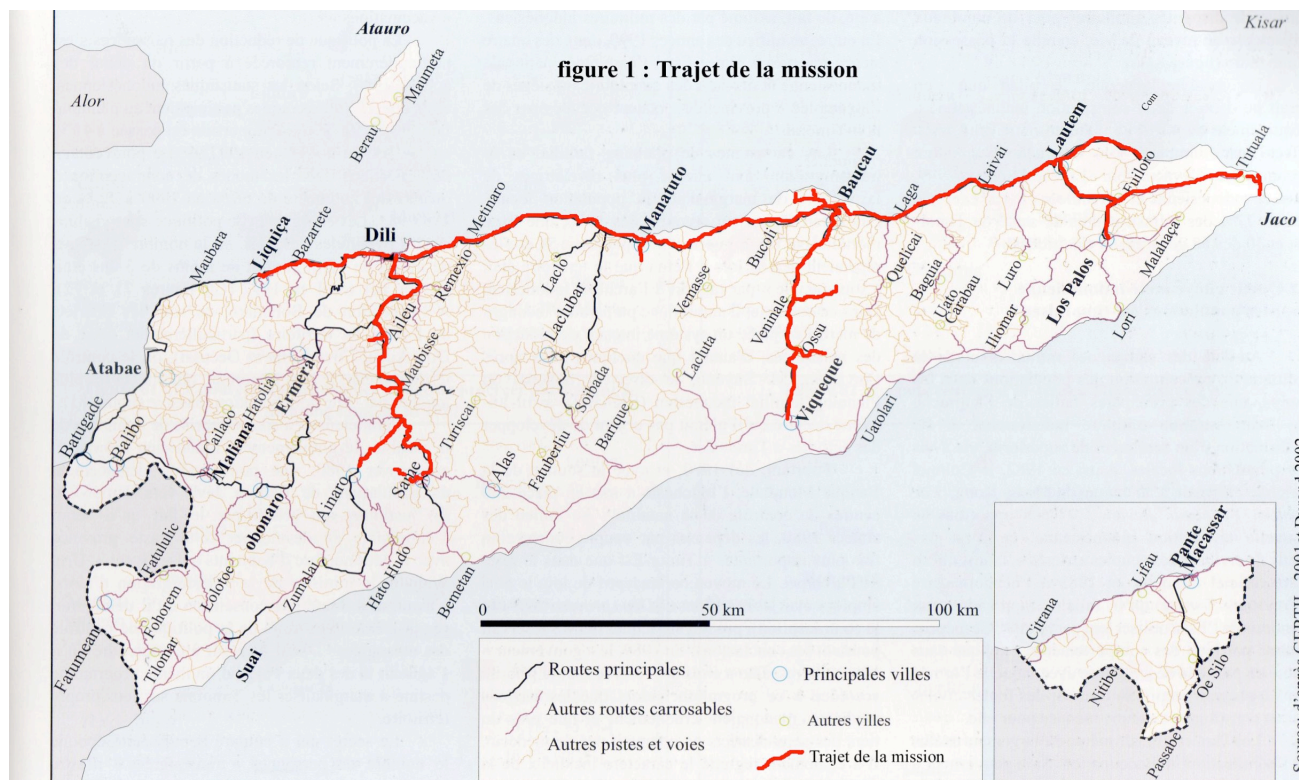 Atauro
Kisar
figure 1 : Trajet de la mission
Alor
Maumeta
Berau
Com
Lautem
Tutuala
Fuiloro
Baucau
Laivai
Manatuto
Laga
Metinaro
Jaco
Dili
Bazartete
Liquiça
Maubara
Remexio
Laclo
Bucoli
Quelicai
Malahaça
Vemasse
Baguia
Luro
Uato
Carabau
Los Palos
Laclubar
Aileu
Veninale
Ossu
Iliomar
Lori
Maubisse
Lacluta
Atabae
Ermeral
Hatolia
Soibada
Viqueque
Uatolari
Batugade
Balibo
Cailaco
Maliana
Turiscai
Barique
Fatuberliu
Alas
Same
Ainaro
obonaro
Fatululic
Lolotoe
Zumalai
Hato Hudo
Bemetan
Fatumean
Fohorem
Tilomar
Suai
Pante
Macassar
Lifau
Citrana
Nitibe
Oe Silo
Passabe
0
50 km
100 km
Routes principales
Autres routes carrosables
Autres pistes et voies
Principales villes
Autres villes
Trajet de la mission